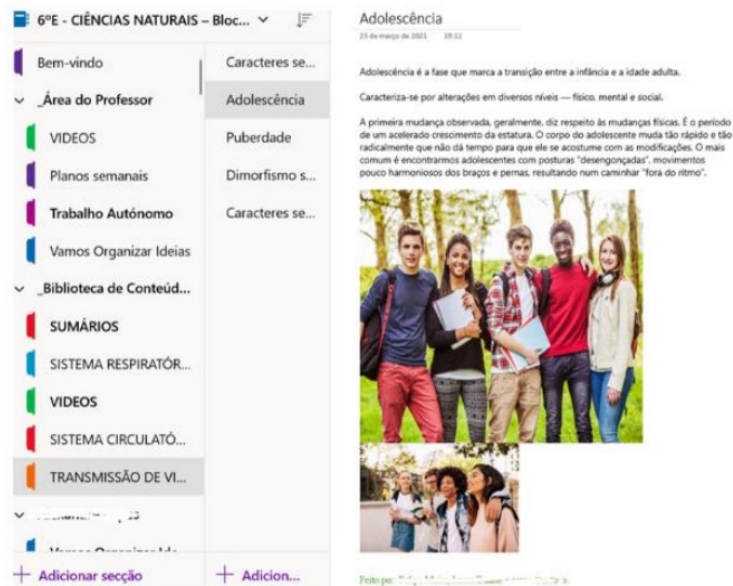 6ºE - CIÊNCIAS NATURAIS – Bloc...
Bem-vindo
_Área do Professor
VIDEOS
Planos semanais
Trabalho Autónomo
Vamos Organizar Ideias
_Biblioteca de Conteúd...
SUMÁRIOS
SISTEMA RESPIRATÓR...
VIDEOS
SISTEMA CIRCULATÓ...
TRANSMISSÃO DE VI...
Adicionar secção
Caracteres se...
Adolescência
Puberdade
Dimorfismo s...
Caracteres se...
Adicion...
Adolescência
23 de março de 2021 19:11
Adolescência é a fase que marca a transição entre a infância e a idade adulta.
Caracteriza-se por alterações em diversos níveis — físico, mental e social.
A primeira mudança observada, geralmente, diz respeito às mudanças físicas. É o período
de um acelerado crescimento da estatura. O corpo do adolescente muda tão rápido e tão
radicalmente que não dá tempo para que ele se acostume com as modificações. O mais
comum é encontrarmos adolescentes com posturas "desengonçadas", movimentos
pouco harmoniosos dos braços e pernas, resultando num caminhar "fora do ritmo".
Feito por: